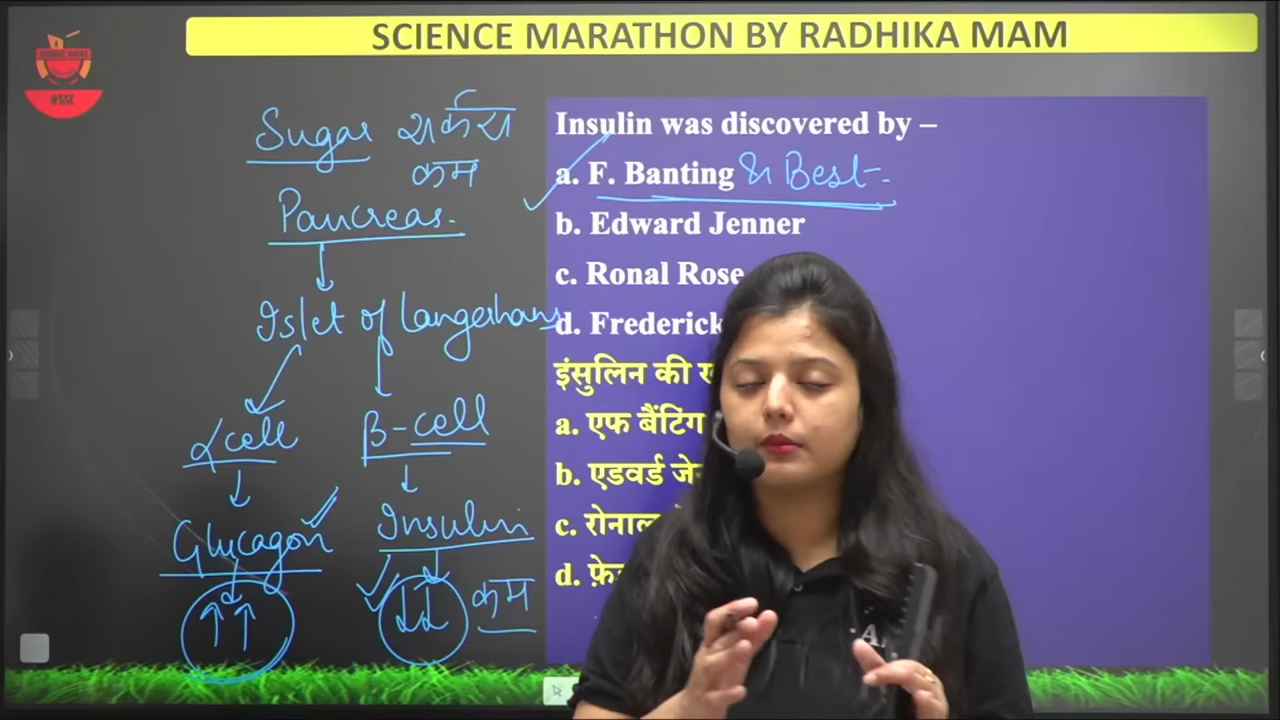 SCIENCE MARATHON BY RADHIKA MAM
#SSC
Sugar शर्करा
कम
Pancreas.
Islet of Langerhans
α cell
β-cell
Glucagon
Insulin
↑↑
↓↓ कम
Insulin was discovered by –
a. F. Banting & Best.
b. Edward Jenner
c. Ronal Rose
d. Frederick
इंसुलिन की
a. एफ बैंटिंग
b. एडवर्ड
c.
d.